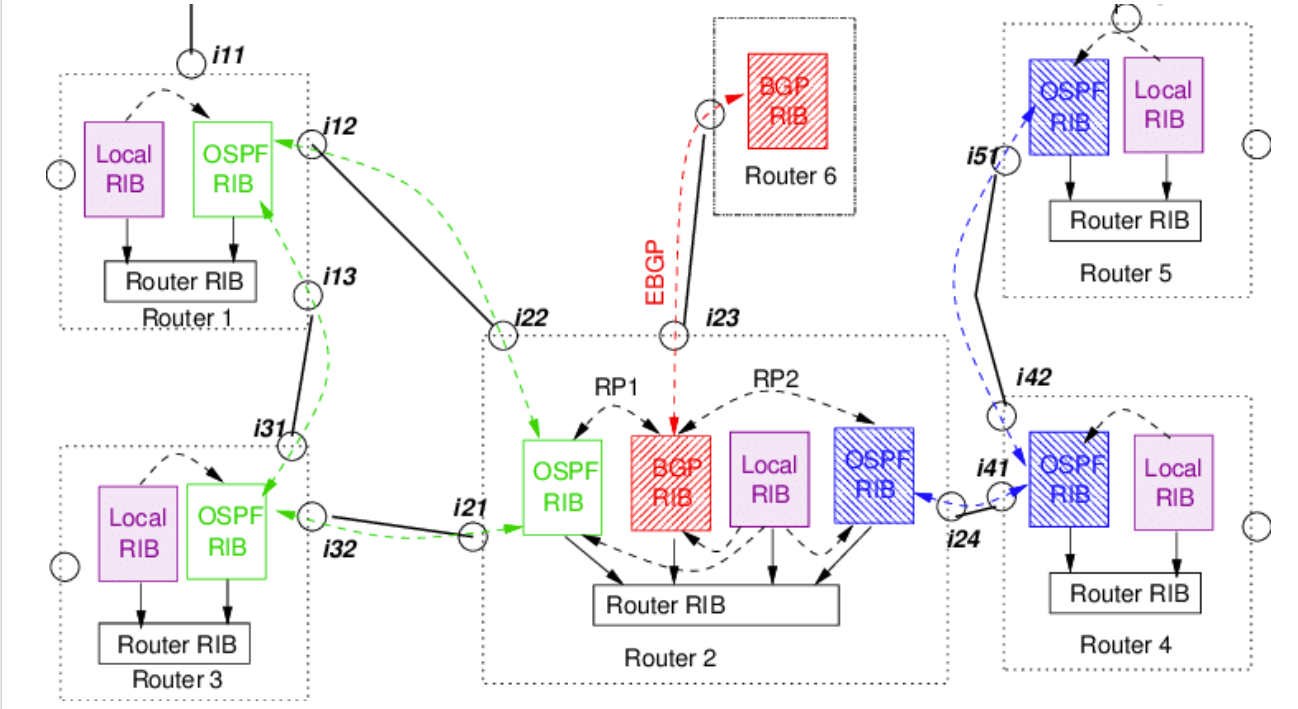 i11
i12
Local
RIB
OSPF
RIB
Router RIB
Router 1
i13
i22
BGP
RIB
Router 6
EBGP
i23
OSPF
RIB
Local
RIB
i51
Router RIB
Router 5
i31
Local
RIB
OSPF
RIB
i32
Router RIB
Router 3
i21
RP1
RP2
OSPF
RIB
BGP
RIB
Local
RIB
OSPF
RIB
Router RIB
Router 2
i24
i42
i41
OSPF
RIB
Local
RIB
Router RIB
Router 4